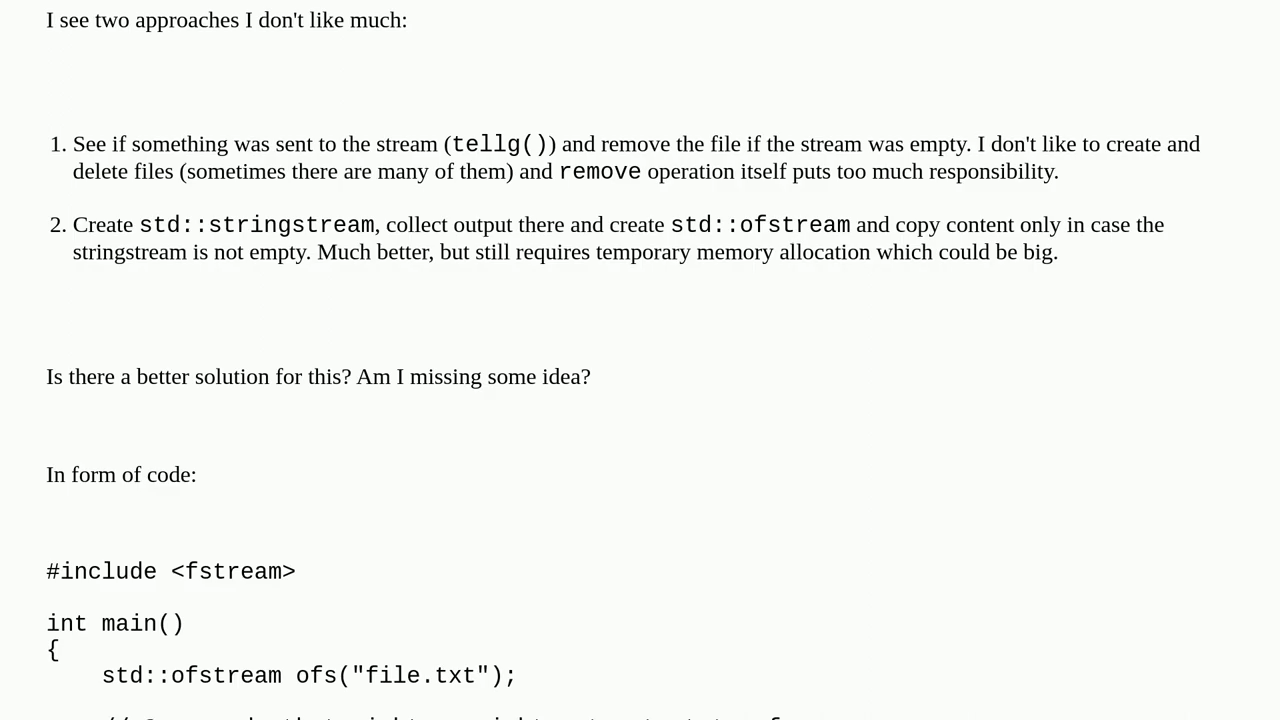 I see two approaches I don't like much:
1. See if something was sent to the stream (tellg()) and remove the file if the stream was empty. I don't like to create and
delete files (sometimes there are many of them) and remove operation itself puts too much responsibility.
2. Create std::stringstream, collect output there and create std::ofstream and copy content only in case the
stringstream is not empty. Much better, but still requires temporary memory allocation which could be big.
Is there a better solution for this? Am I missing some idea?
In form of code:
#include <fstream>
int main()
{
    std::ofstream ofs("file.txt");